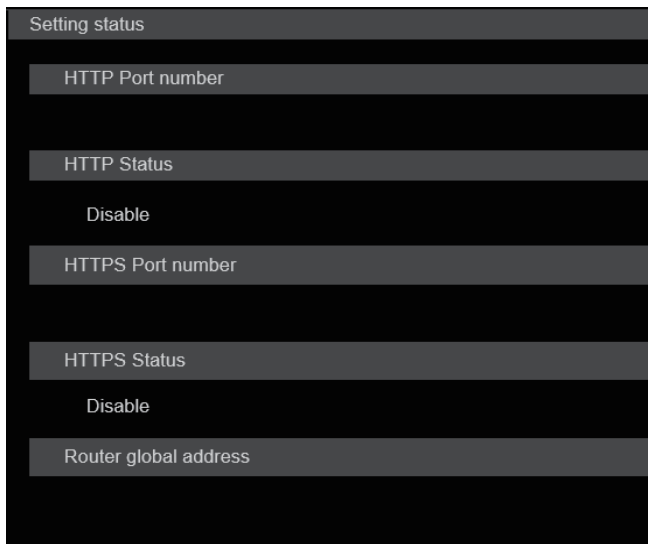 Setting status
HTTP Port number
HTTP Status
Disable
HTTPS Port number
HTTPS Status
Disable
Router global address